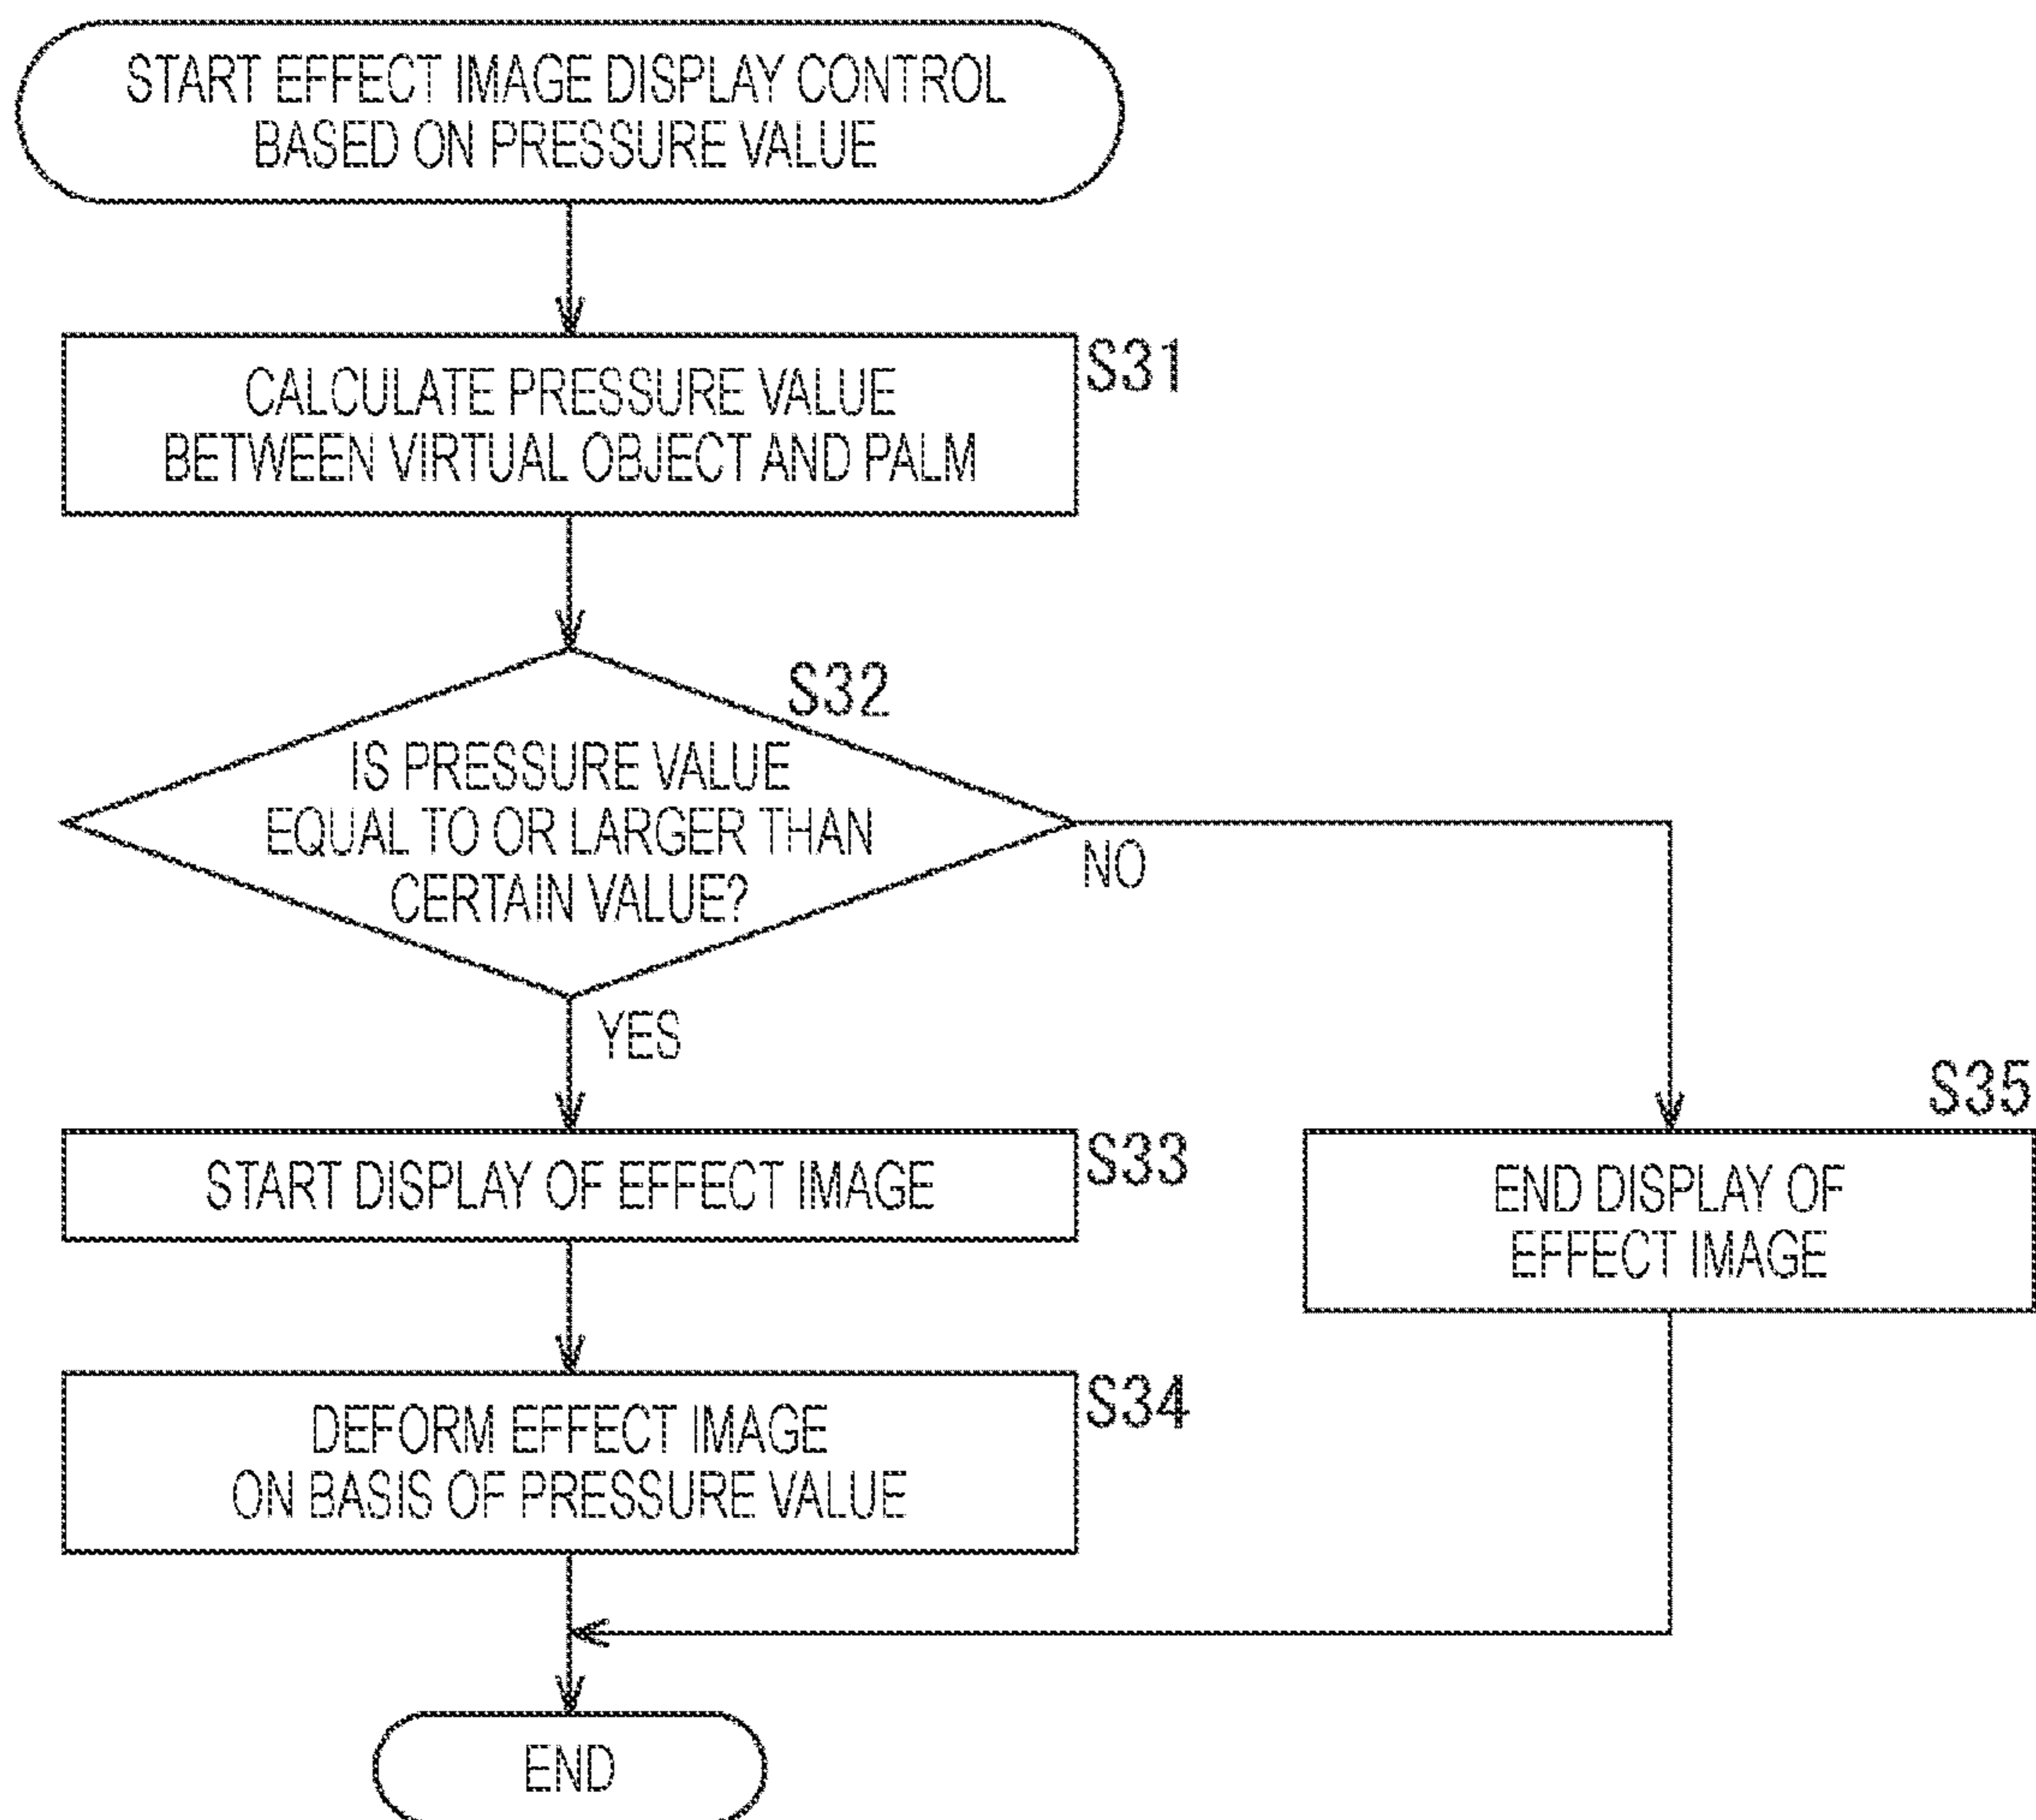 START EFFECT IMAGE DISPLAY CONTROL
BASED ON PRESSURE VALUE
S31
CALCULATE PRESSURE VALUE
BETWEEN VIRTUAL OBJECT AND PALM
S32
IS PRESSURE VALUE
EQUAL TO OR LARGER THAN
CERTAIN VALUE?
NO
YES
S33
START DISPLAY OF EFFECT IMAGE
S35
END DISPLAY OF
EFFECT IMAGE
S34
DEFORM EFFECT IMAGE
ON BASIS OF PRESSURE VALUE
END